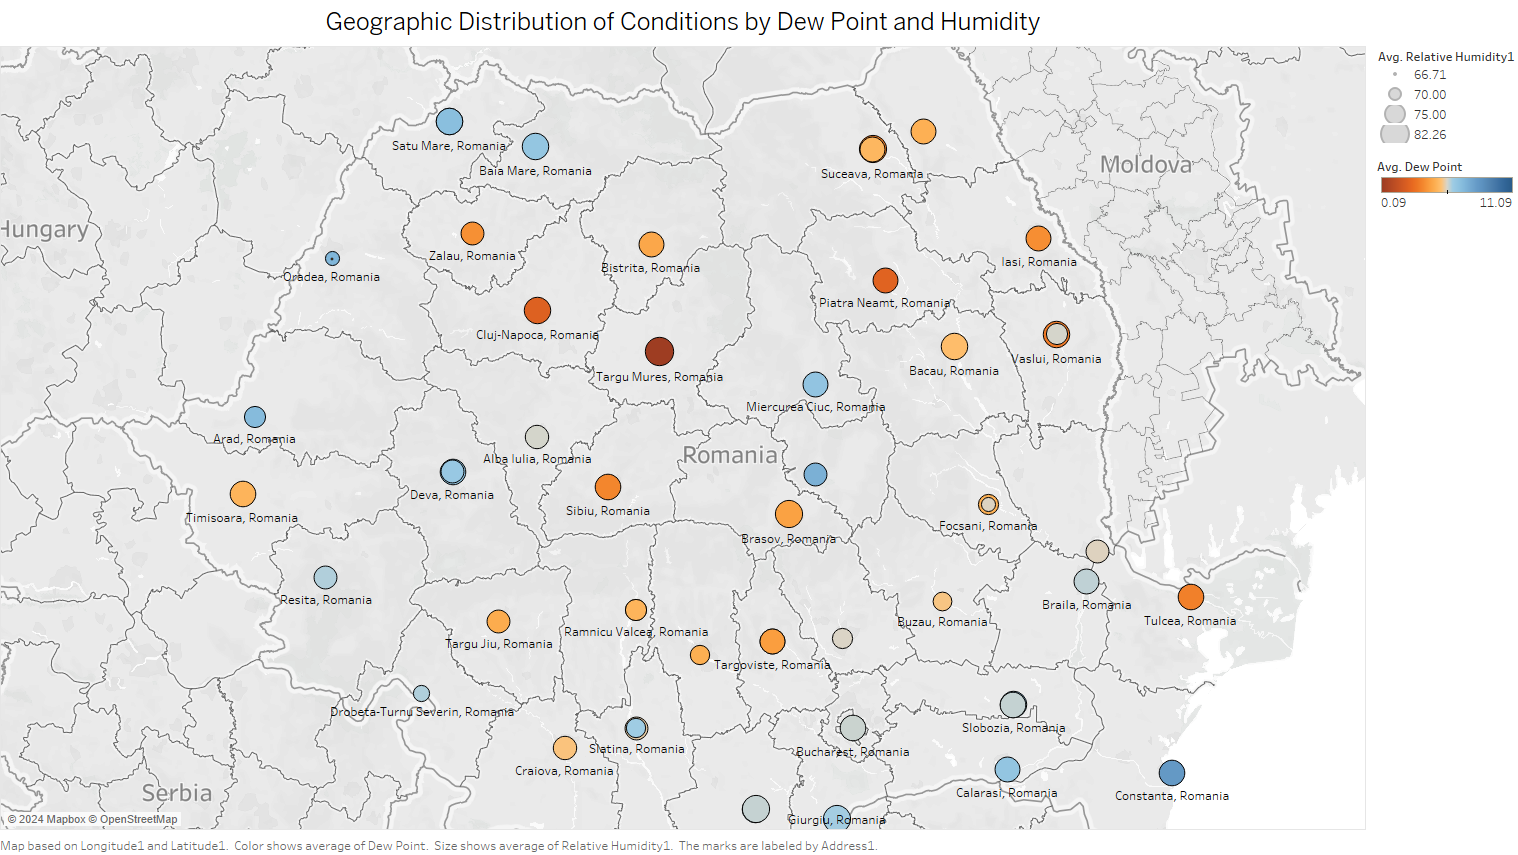 Geographic Distribution of Conditions by Dew Point and Humidity
Avg. Relative Humidity1
66.71
70.00
75.00
82.26
Avg. Dew Point
0.09 11.09
Satu Mare, Romania
Baia Mare, Romania
Suceava, Romania
Moldova
Hungary
Zalau, Romania
Bistrita, Romania
Iasi, Romania
Oradea, Romania
Piatra Neamt, Romania
Cluj-Napoca, Romania
Vaslui, Romania
Bacau, Romania
Targu Mures, Romania
Miercurea Ciuc, Romania
Arad, Romania
Alba Iulia, Romania
Romania
Deva, Romania
Sibiu, Romania
Timisoara, Romania
Focsani, Romania
Brasov, Romania
Resita, Romania
Braila, Romania
Tulcea, Romania
Buzau, Romania
Ramnicu Valcea, Romania
Targu Jiu, Romania
Targoviste, Romania
Drobeta-Turnu Severin, Romania
Slobozia, Romania
Slatina, Romania
Bucharest, Romania
Craiova, Romania
Serbia
Calarasi, Romania
Constanta, Romania
Giurgiu, Romania
© 2024 Mapbox © OpenStreetMap
Map based on Longitude1 and Latitude1. Color shows average of Dew Point. Size shows average of Relative Humidity1. The marks are labeled by Address1.